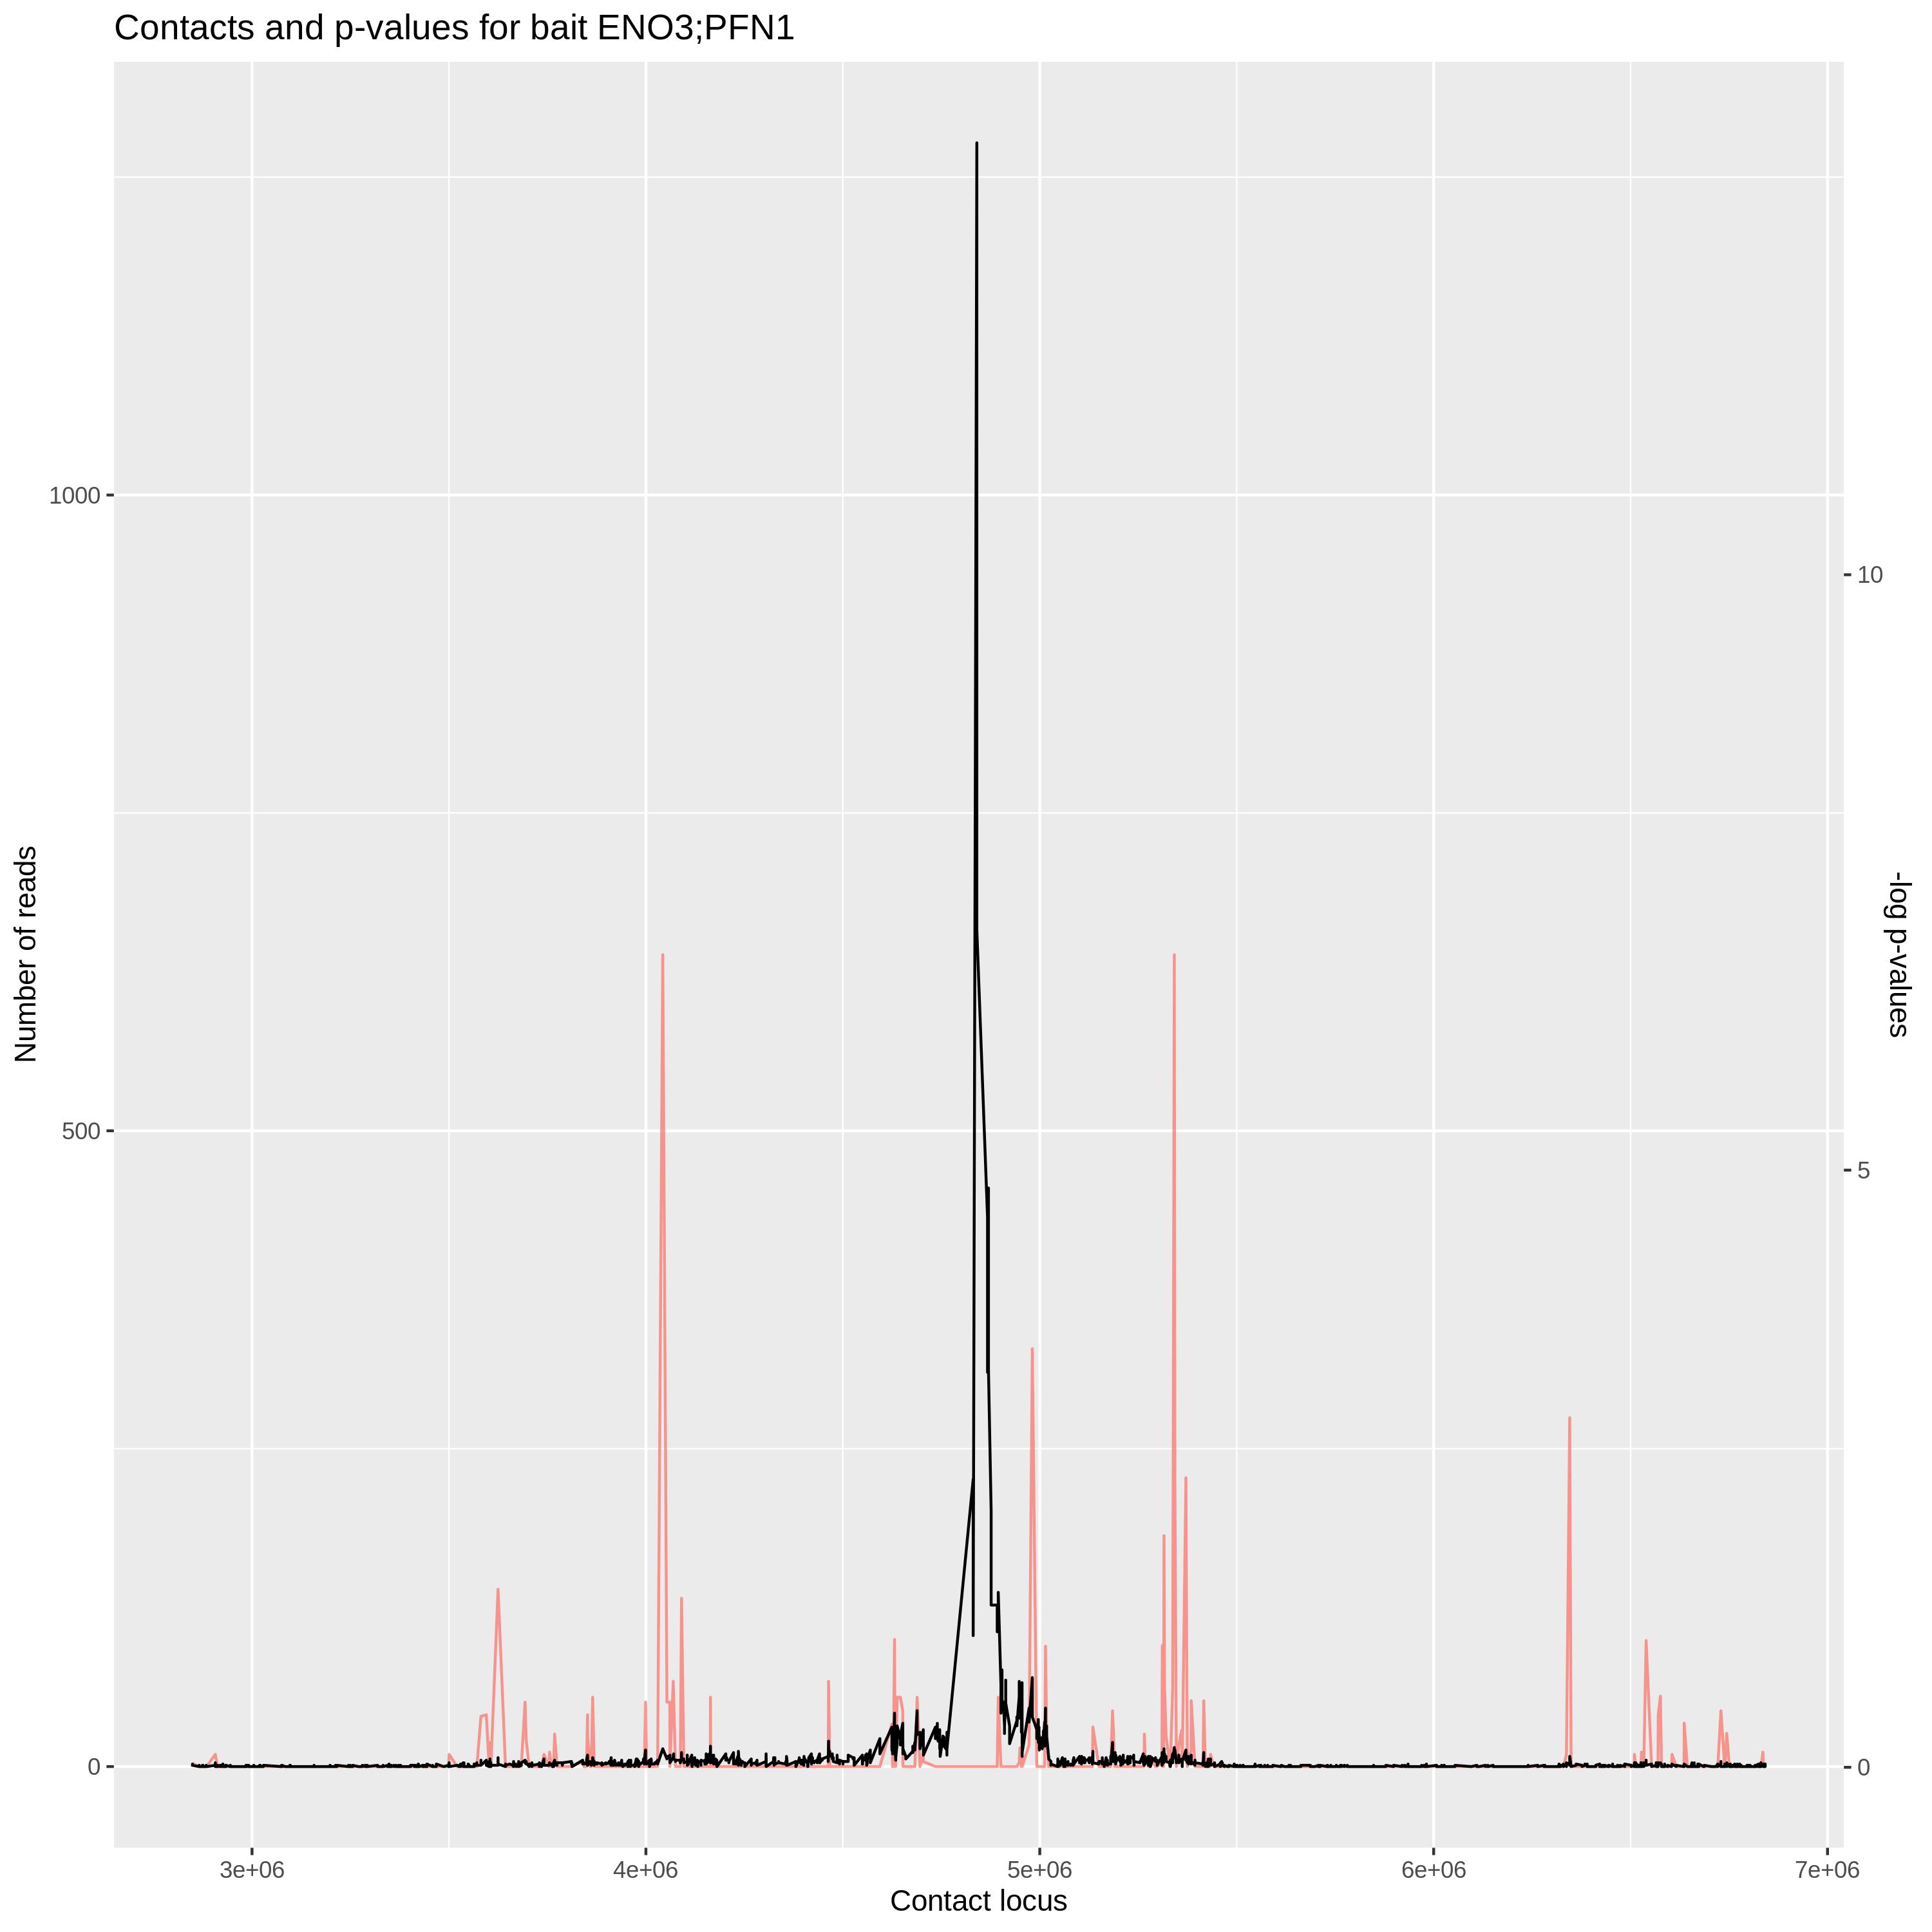 Contacts and p-values for bait ENO3;PFN1
1000
500
0
Number of reads
10
5
0
-log p-values
3e+06
4e+06
5e+06
6e+06
7e+06
Contact locus